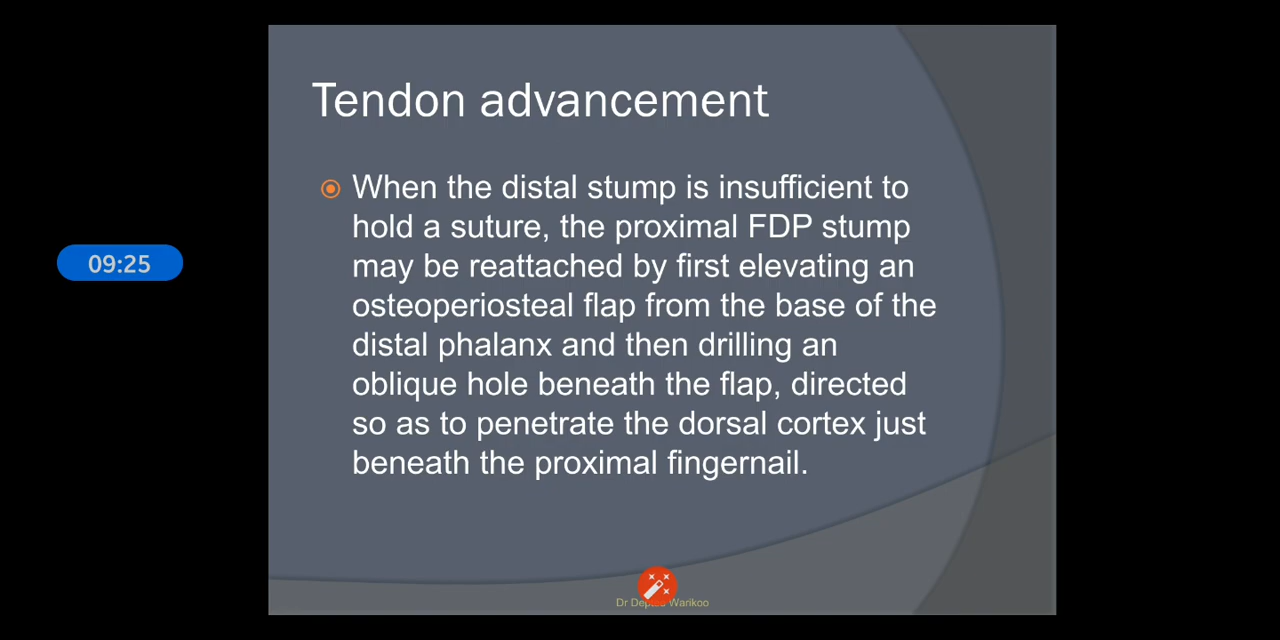 Tendon advancement
When the distal stump is insufficient to
hold a suture, the proximal FDP stump
may be reattached by first elevating an
osteoperiosteal flap from the base of the
distal phalanx and then drilling an
oblique hole beneath the flap, directed
so as to penetrate the dorsal cortex just
beneath the proximal fingernail.
09:25
Dr Warikoo